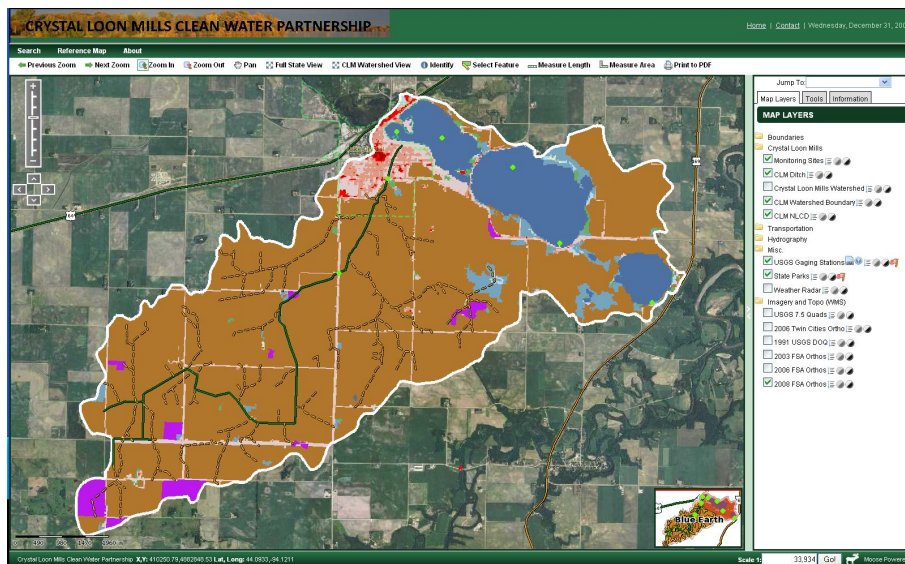 CRYSTAL LOON MILLS CLEAN WATER PARTNERSHIP
Home | Contact | Wednesday, December 31,
Search Reference Map About
Previous Zoom Next Zoom Zoom In Zoom Out Pan Full State View CLM Watershed View Identify Select Feature Measure Length Measure Area Print to PDF
Jump To:
Map Layers Tools Information
MAP LAYERS
Boundaries
Crystal Loon Mills
Monitoring Sites
CLM Ditch
Crystal Loon Mills Watershed
CLM Watershed Boundary
CLM NLCD
Transportation
Hydrography
Misc.
USGS Gaging Stations
State Parks
Weather Radar
Imagery and Topo (WMS)
USGS 7.5 Quads
2006 Twin Cities Ortho
1991 USGS DOQ
2003 FSA Orthos
2006 FSA Orthos
2008 FSA Orthos
169
169
Blue Earth
Crystal Loon Mills Clean Water Partnership X,Y: 410250.79,4882848.53 Lat, Long: 44.0933,-94.1211
Scale 1: 33,934 Go! Moose Powere